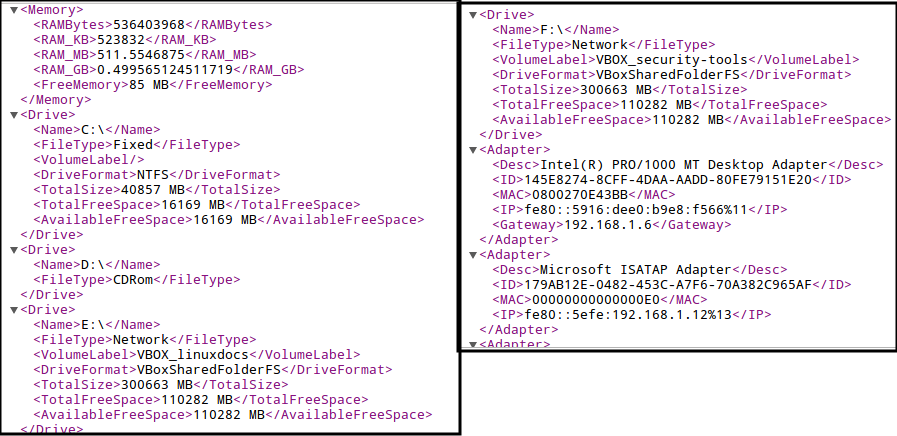 ▼<Memory>
<RAMBytes>536403968</RAMBytes>
<RAM_KB>523832</RAM_KB>
<RAM_MB>511.5546875</RAM_MB>
<RAM_GB>0.499565124511719</RAM_GB>
<FreeMemory>85 MB</FreeMemory>
</Memory>
▼<Drive>
<Name>C:\</Name>
<FileType>Fixed</FileType>
<VolumeLabel/>
<DriveFormat>NTFS</DriveFormat>
<TotalSize>40857 MB</TotalSize>
<TotalFreeSpace>16169 MB</TotalFreeSpace>
<AvailableFreeSpace>16169 MB</AvailableFreeSpace>
</Drive>
▼<Drive>
<Name>D:\</Name>
<FileType>CDRom</FileType>
</Drive>
▼<Drive>
<Name>E:\</Name>
<FileType>Network</FileType>
<VolumeLabel>VBOX_linuxdocs</VolumeLabel>
<DriveFormat>VBoxSharedFolderFS</DriveFormat>
<TotalSize>300663 MB</TotalSize>
<TotalFreeSpace>110282 MB</TotalFreeSpace>
<AvailableFreeSpace>110282 MB</AvailableFreeSpace>
</Drive>
▼<Drive>
<Name>F:\</Name>
<FileType>Network</FileType>
<VolumeLabel>VBOX_security-tools</VolumeLabel>
<DriveFormat>VBoxSharedFolderFS</DriveFormat>
<TotalSize>300663 MB</TotalSize>
<TotalFreeSpace>110282 MB</TotalFreeSpace>
<AvailableFreeSpace>110282 MB</AvailableFreeSpace>
</Drive>
▼<Adapter>
<Desc>Intel(R) PRO/1000 MT Desktop Adapter</Desc>
<ID>145E8274-8CFF-4DAA-AADD-80FE79151E20</ID>
<MAC>0800270E43BB</MAC>
<IP>fe80::5916:dee0:b9e8:f566%11</IP>
<Gateway>192.168.1.6</Gateway>
</Adapter>
▼<Adapter>
<Desc>Microsoft ISATAP Adapter</Desc>
<ID>179AB12E-0482-453C-A7F6-70A382C965AF</ID>
<MAC>00000000000000E0</MAC>
<IP>fe80::5efe:192.168.1.12%13</IP>
</Adapter>
▼<Adapter>